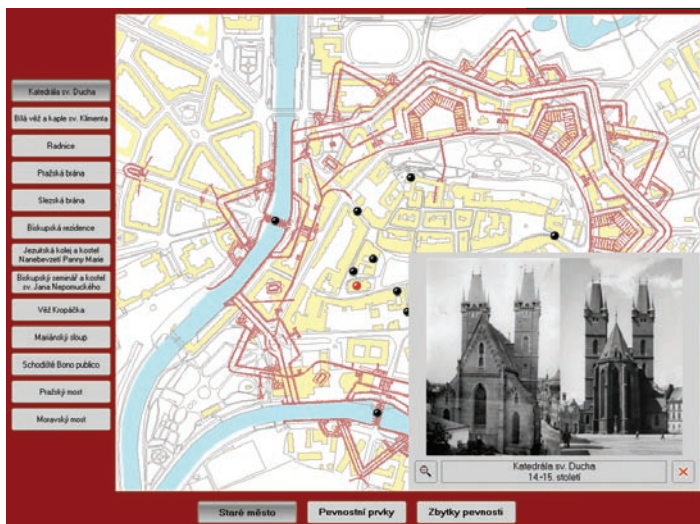 Katedrála sv. Ducha
Bílá věž a kaple sv. Klimenta
Radnice
Pražská brána
Slezská brána
Biskupská rezidence
Jezuitská kolej a kostel
Nanebevzetí Panny Marie
Biskupský seminář a kostel
sv. Jana Nepomuckého
Věž Kropáčka
Mariánský sloup
Schodiště Bono publico
Pražský most
Moravský most
Katedrála sv. Ducha
14.-15. století
Staré město
Pevnostní prvky
Zbytky pevnosti